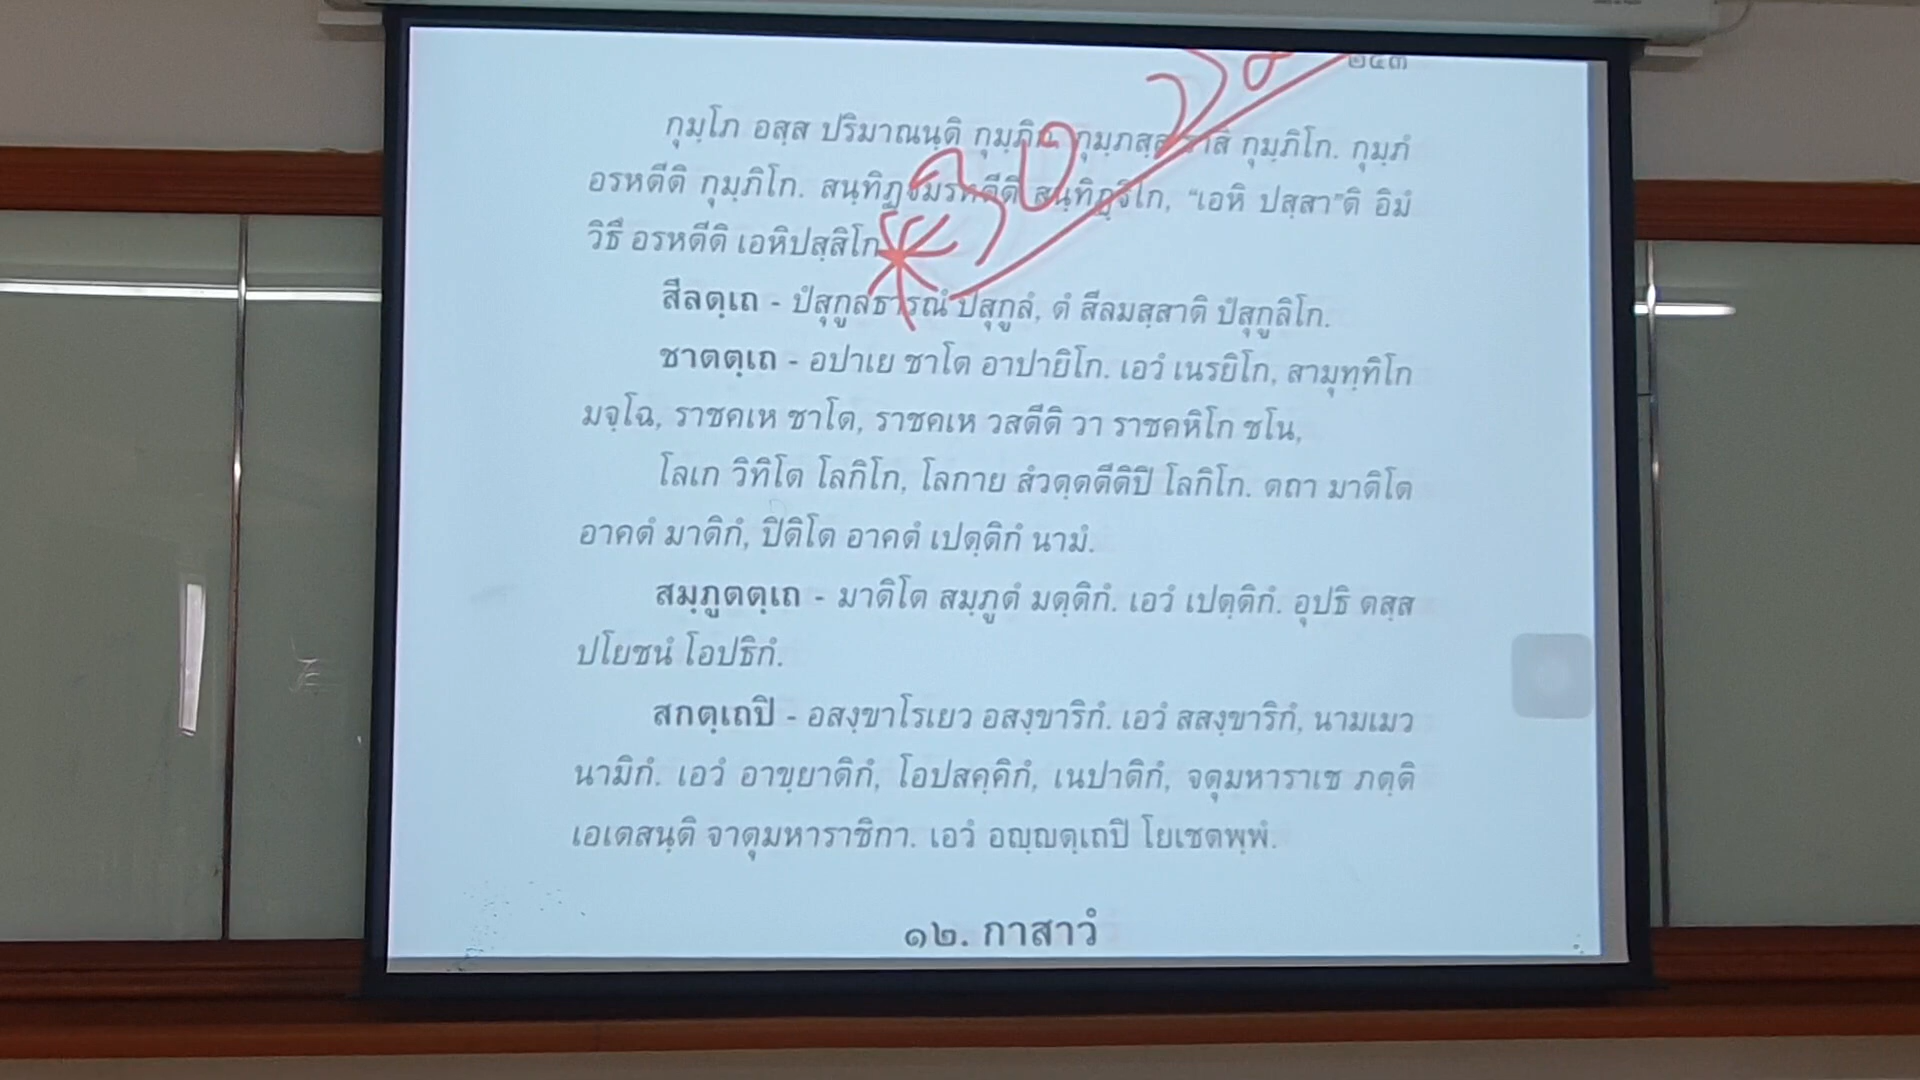 ๒๔๓
กุมฺโภ อสฺส ปริมาณนฺติ กุมฺภิกํ, กุมฺภสฺส ราสิ กุมฺภิโก. กุมฺภํ
อรหตีติ กุมฺภิโก. สนฺทิฏฺฐมรหตีติ สนฺทิฏฺฐิโก, “เอหิ ปสฺสา”ติ อิมํ
วิธึ อรหตีติ เอหิปสฺสิโก
สีลตฺเถ - ปํสุกูลธารณํ ปํสุกูลํ, ตํ สีลมสฺสาติ ปํสุกูลิโก.
ชาตตฺเถ - อปาเย ชาโต อาปายิโก. เอวํ เนรยิโก, สามุทฺทิโก
มจฺโฉ, ราชคเห ชาโต, ราชคเห วสตีติ วา ราชคหิโก ชโน,
โลเก วิทิโต โลกิโก, โลกาย สํวตฺตตีติปิ โลกิโก. ตถา มาติโต
อาคตํ มาติกํ, ปิติโต อาคตํ เปตฺติกํ นามํ.
สมฺภูตตฺเถ - มาติโต สมฺภูตํ มตฺติกํ. เอวํ เปตฺติกํ. อุปธิ ตสฺส
ปโยชนํ โอปธิกํ.
สกตฺเถปิ - อสงฺขาโรเยว อสงฺขาริกํ. เอวํ สสงฺขาริกํ, นามเมว
นามิกํ. เอวํ อาขฺยาติกํ, โอปสคฺคิกํ, เนปาติกํ, จตุมหาราเช ภตฺติ
เอเตสนฺติ จาตุมหาราชิกา. เอวํ อญฺญตฺเถปิ โยเชตพฺพํ.
๑๒. กาสาวํ